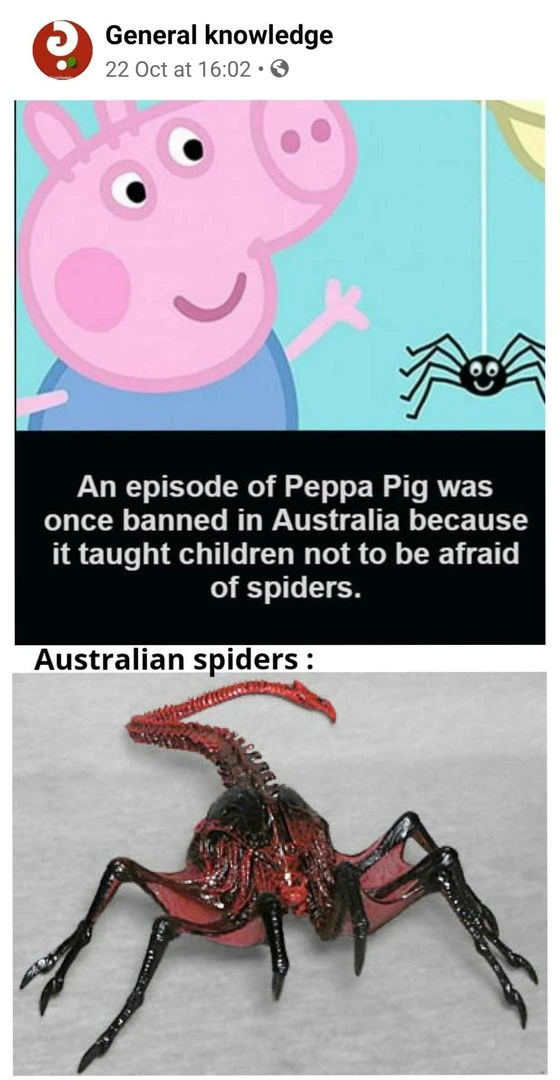 General knowledge
22 Oct at 16:02 •
An episode of Peppa Pig was
once banned in Australia because
it taught children not to be afraid
of spiders.
Australian spiders :